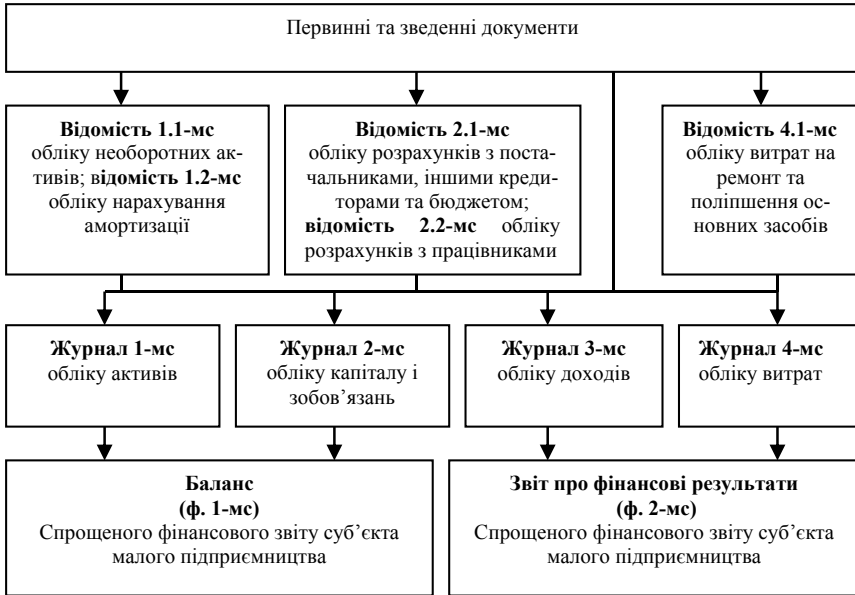 Первинні та зведенні документи
Відомість 1.1-мс
обліку необоротних ак-
тивів; відомість 1.2-мс
обліку нарахування
амортизації
Відомість 2.1-мс
обліку розрахунків з поста-
чальниками, іншими креди-
торами та бюджетом;
відомість 2.2-мс обліку
розрахунків з працівниками
Відомість 4.1-мс
обліку витрат на
ремонт та
поліпшення ос-
новних засобів
Журнал 1-мс
обліку активів
Журнал 2-мс
обліку капіталу і
зобов’язань
Журнал 3-мс
обліку доходів
Журнал 4-мс
обліку витрат
Баланс
(ф. 1-мс)
Спрощеного фінансового звіту суб’єкта
малого підприємництва
Звіт про фінансові результати
(ф. 2-мс)
Спрощеного фінансового звіту суб’єкта
малого підприємництва